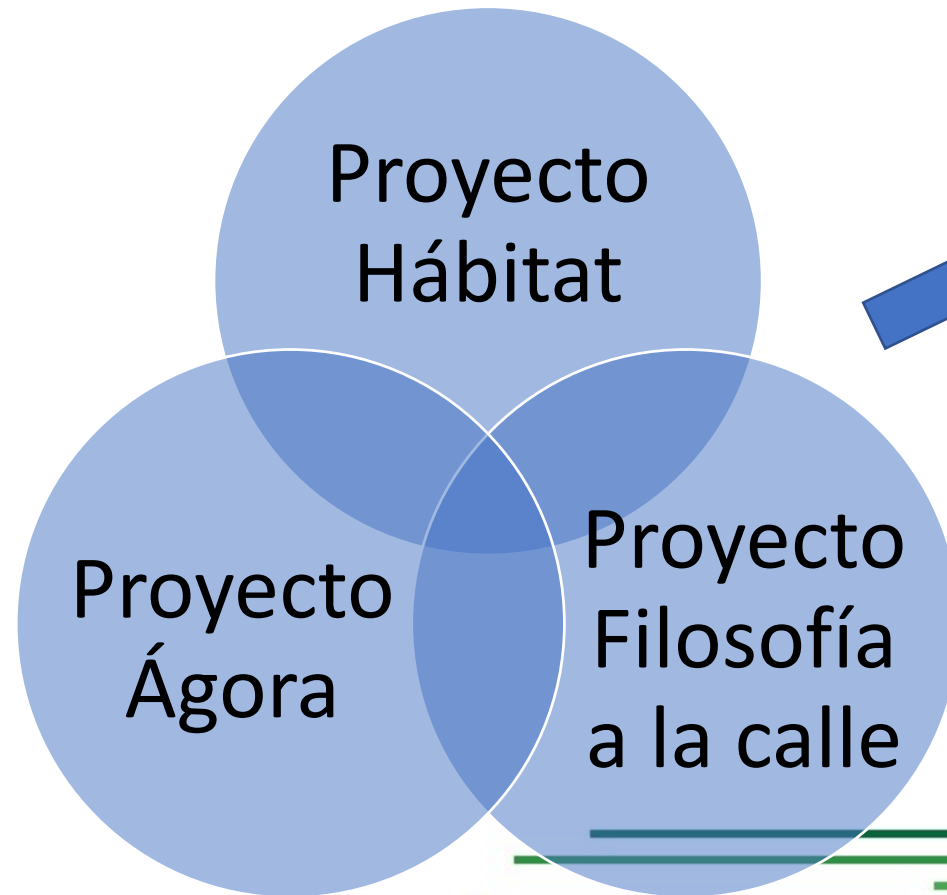 Proyecto
Hábitat
Proyecto
Ágora
Proyecto
Filosofía
a la calle